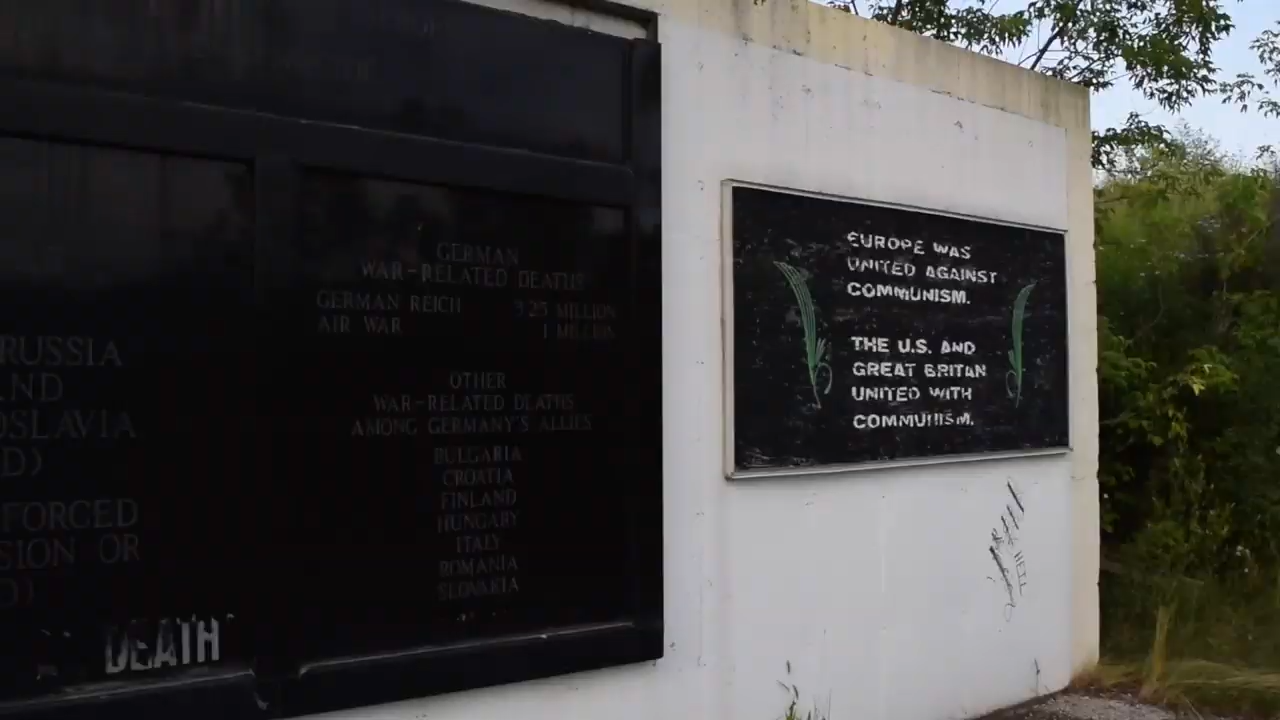 RUSSIA
OSLAVIA
D)
FORCED
SION OR
D)
DEATH
GERMAN
WAR-RELATED DEATHS
GERMAN REICH 3.25 MILLION
AIR WAR 1 MILLION
OTHER
WAR-RELATED DEATHS
AMONG GERMANY'S ALLIES
BULGARIA
CROATIA
FINLAND
HUNGARY
ITALY
ROMANIA
SLOVAKIA
EUROPE WAS
UNITED AGAINST
COMMUNISM.
THE U.S. AND
GREAT BRITAN
UNITED WITH
COMMUNISM.